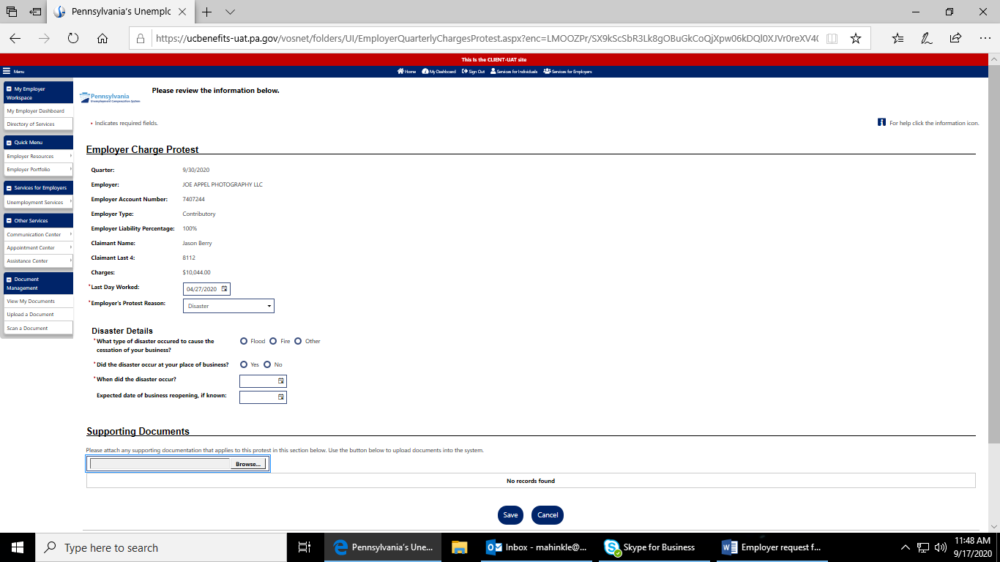 Pennsylvania's Unemplc
https://ucbenefits-uat.pa.gov/vosnet/folders/UI/EmployerQuarterlyChargesProtest.aspx?enc=LMOOZPr/SX9kScSbR3Lk8gOBuGkCoQjXpw06kDQl0XJVr0reXV4(
This Is the CLIENT-UAT site
Menu
Home My Dashboard Sign Out Services for Individuals Services for Employers
My Employer Workspace
My Employer Dashboard
Directory of Services
Quick Menu
Employer Resources
Employer Portfolio
Services for Employers
Unemployment Services
Other Services
Communication Center
Appointment Center
Assistance Center
Document Management
View My Documents
Upload a Document
Scan a Document
Pennsylvania
Unemployment Compensation System
Please review the information below.
* Indicates required fields.
For help click the information icon.
Employer Charge Protest
Quarter: 9/30/2020
Employer: JOE APPEL PHOTOGRAPHY LLC
Employer Account Number: 7407244
Employer Type: Contributory
Employer Liability Percentage: 100%
Claimant Name: Jason Berry
Claimant Last 4: 8112
Charges: $10,044.00
*Last Day Worked: 04/27/2020
*Employer's Protest Reason: Disaster
Disaster Details
*What type of disaster occured to cause the cessation of your business? Flood Fire Other
*Did the disaster occur at your place of business? Yes No
*When did the disaster occur?
Expected date of business reopening, if known:
Supporting Documents
Please attach any supporting documentation that applies to this protest in this section below. Use the button below to upload documents into the system.
Browse...
No records found
Save Cancel
Type here to search
Pennsylvania's Une...
Inbox - mahinkle@...
Skype for Business
Employer request f...
11:48 AM
9/17/2020